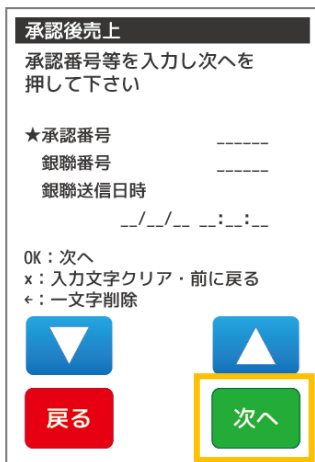 承認後売上
承認番号等を入力し次へを
押して下さい
★承認番号 ______
銀聯番号 ______
銀聯送信日時
__/__/__ __:__:__
OK：次へ
x：入力文字クリア・前に戻る
←：一文字削除
戻る 次へ